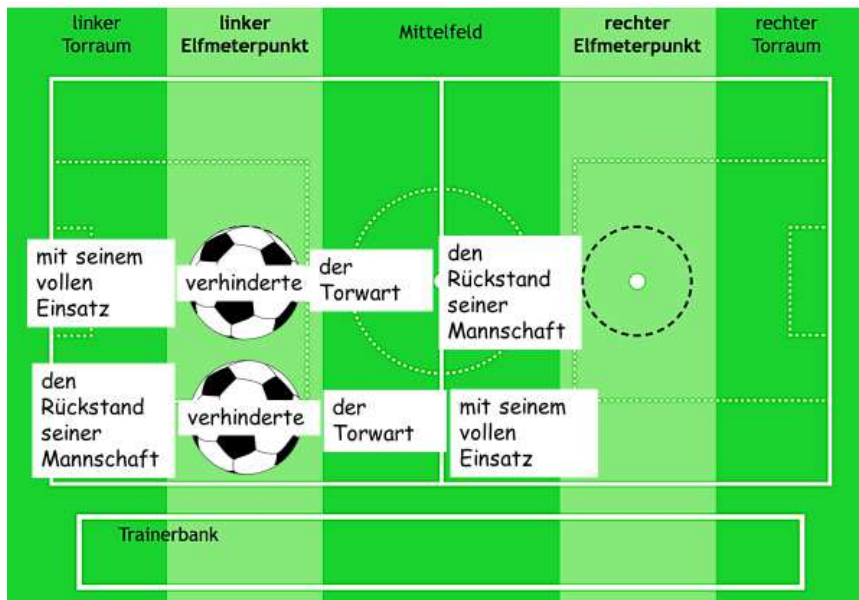 linker
Torraum
linker
Elfmeterpunkt
Mittelfeld
rechter
Elfmeterpunkt
rechter
Torraum
mit seinem
vollen
Einsatz
verhinderte
der
Torwart
den
Rückstand
seiner
Mannschaft
den
Rückstand
seiner
Mannschaft
verhinderte
der
Torwart
mit seinem
vollen
Einsatz
Trainerbank